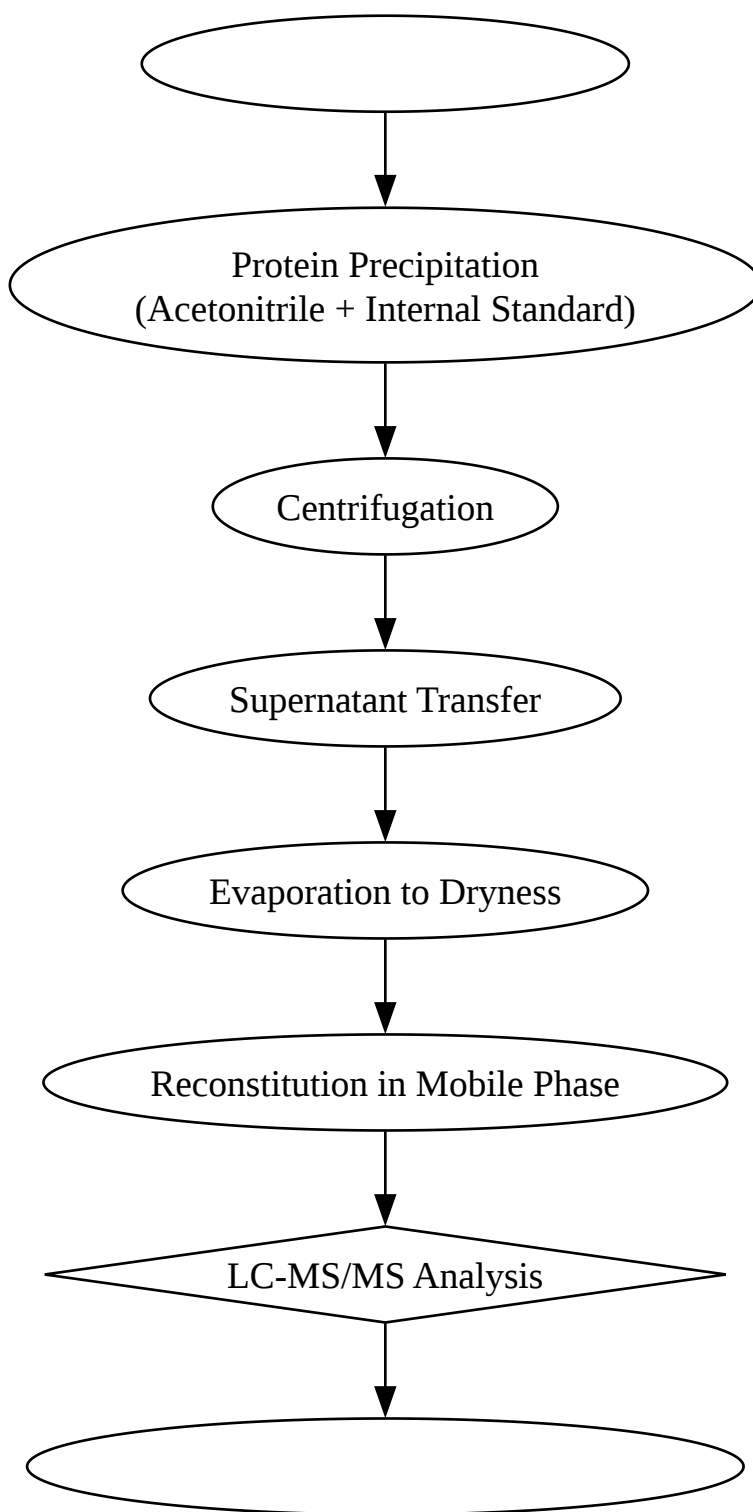 Protein Precipitation
(Acetonitrile + Internal Standard)
Centrifugation
Supernatant Transfer
Evaporation to Dryness
Reconstitution in Mobile Phase
LC-MS/MS Analysis